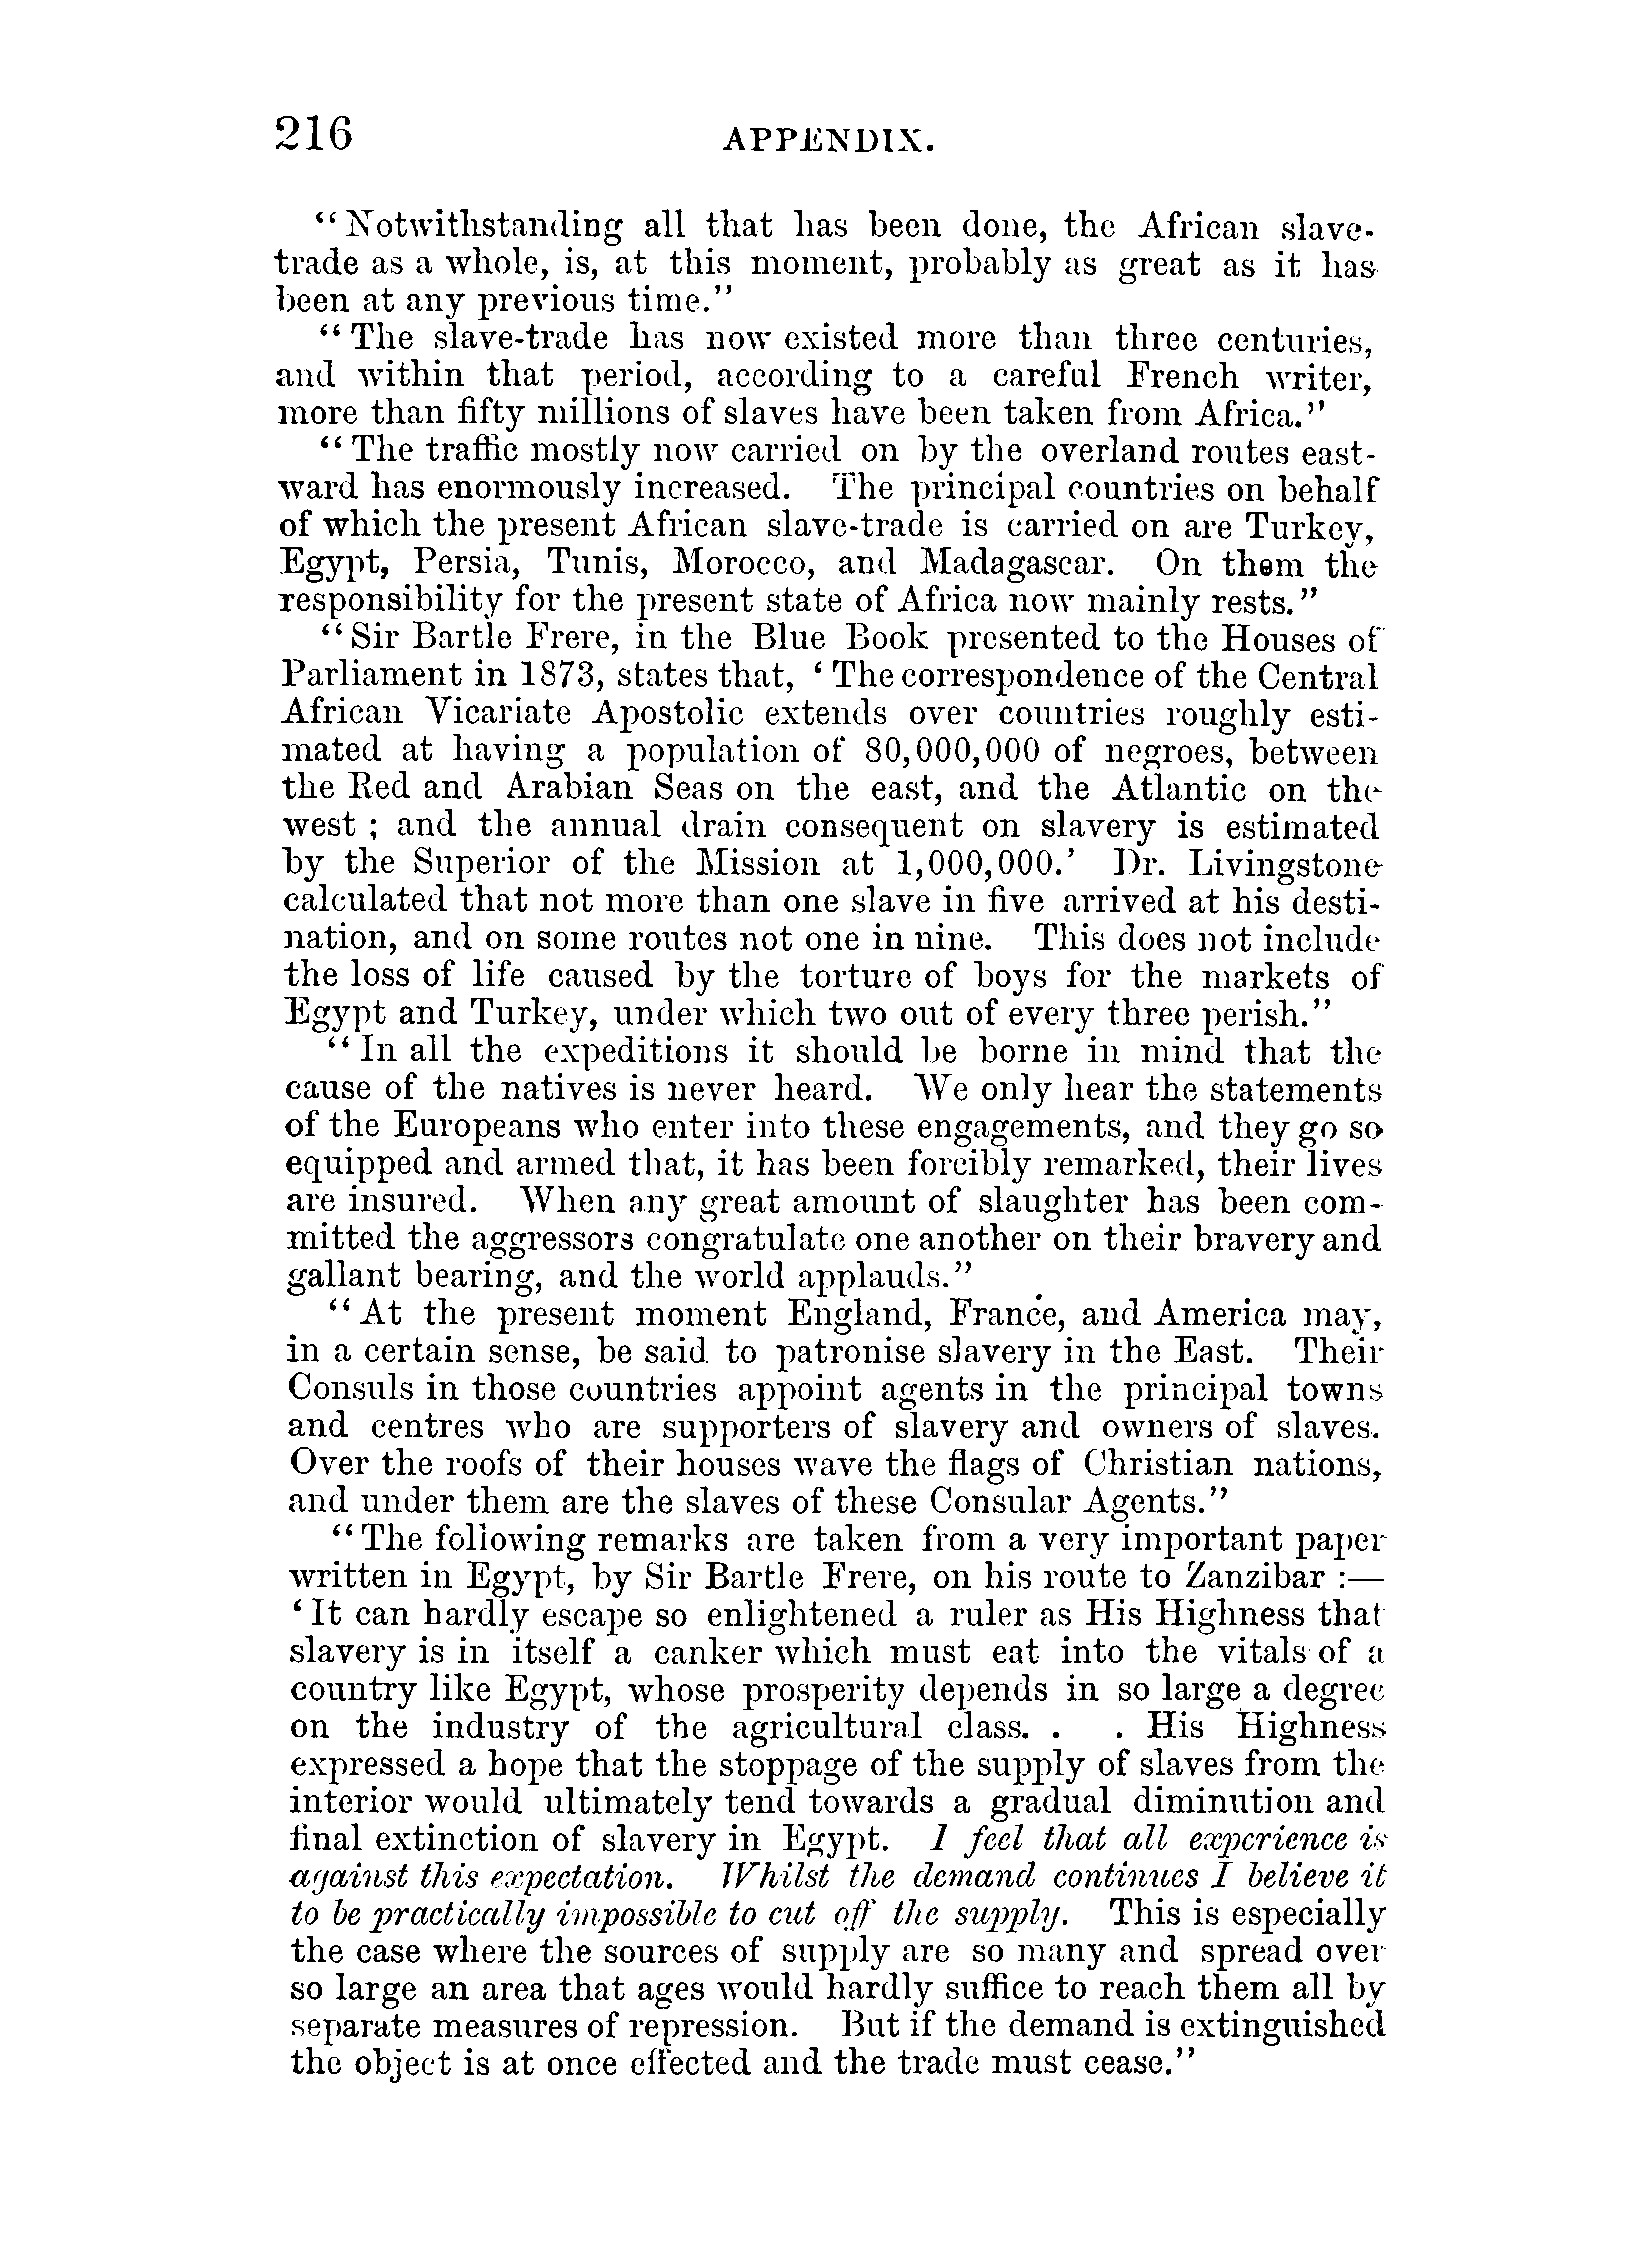 216 APPENDIX.
"Notwithstanding all that has been done, the African slave-
trade as a whole, is, at this moment, probably as great as it has
been at any previous time."
"The slave-trade has now existed more than three centuries,
and within that period, according to a careful French writer,
more than fifty millions of slaves have been taken from Africa."
"The traffic mostly now carried on by the overland routes east-
ward has enormously increased. The principal countries on behalf
of which the present African slave-trade is carried on are Turkey,
Egypt, Persia, Tunis, Morocco, and Madagascar. On them the
responsibility for the present state of Africa now mainly rests."
"Sir Bartle Frere, in the Blue Book presented to the Houses of
Parliament in 1873, states that, 'The correspondence of the Central
African Vicariate Apostolic extends over countries roughly esti-
mated at having a population of 80,000,000 of negroes, between
the Red and Arabian Seas on the east, and the Atlantic on the
west ; and the annual drain consequent on slavery is estimated
by the Superior of the Mission at 1,000,000.' Dr. Livingstone
calculated that not more than one slave in five arrived at his desti-
nation, and on some routes not one in nine. This does not include
the loss of life caused by the torture of boys for the markets of
Egypt and Turkey, under which two out of every three perish."
"In all the expeditions it should be borne in mind that the
cause of the natives is never heard. We only hear the statements
of the Europeans who enter into these engagements, and they go so
equipped and armed that, it has been forcibly remarked, their lives
are insured. When any great amount of slaughter has been com-
mitted the aggressors congratulate one another on their bravery and
gallant bearing, and the world applauds."
"At the present moment England, France, and America may,
in a certain sense, be said to patronise slavery in the East. Their
Consuls in those countries appoint agents in the principal towns
and centres who are supporters of slavery and owners of slaves.
Over the roofs of their houses wave the flags of Christian nations,
and under them are the slaves of these Consular Agents."
"The following remarks are taken from a very important paper
written in Egypt, by Sir Bartle Frere, on his route to Zanzibar :—
'It can hardly escape so enlightened a ruler as His Highness that
slavery is in itself a canker which must eat into the vitals of a
country like Egypt, whose prosperity depends in so large a degree
on the industry of the agricultural class. . . His Highness
expressed a hope that the stoppage of the supply of slaves from the
interior would ultimately tend towards a gradual diminution and
final extinction of slavery in Egypt. I feel that all experience is
against this expectation. Whilst the demand continues I believe it
to be practically impossible to cut off the supply. This is especially
the case where the sources of supply are so many and spread over
so large an area that ages would hardly suffice to reach them all by
separate measures of repression. But if the demand is extinguished
the object is at once effected and the trade must cease."